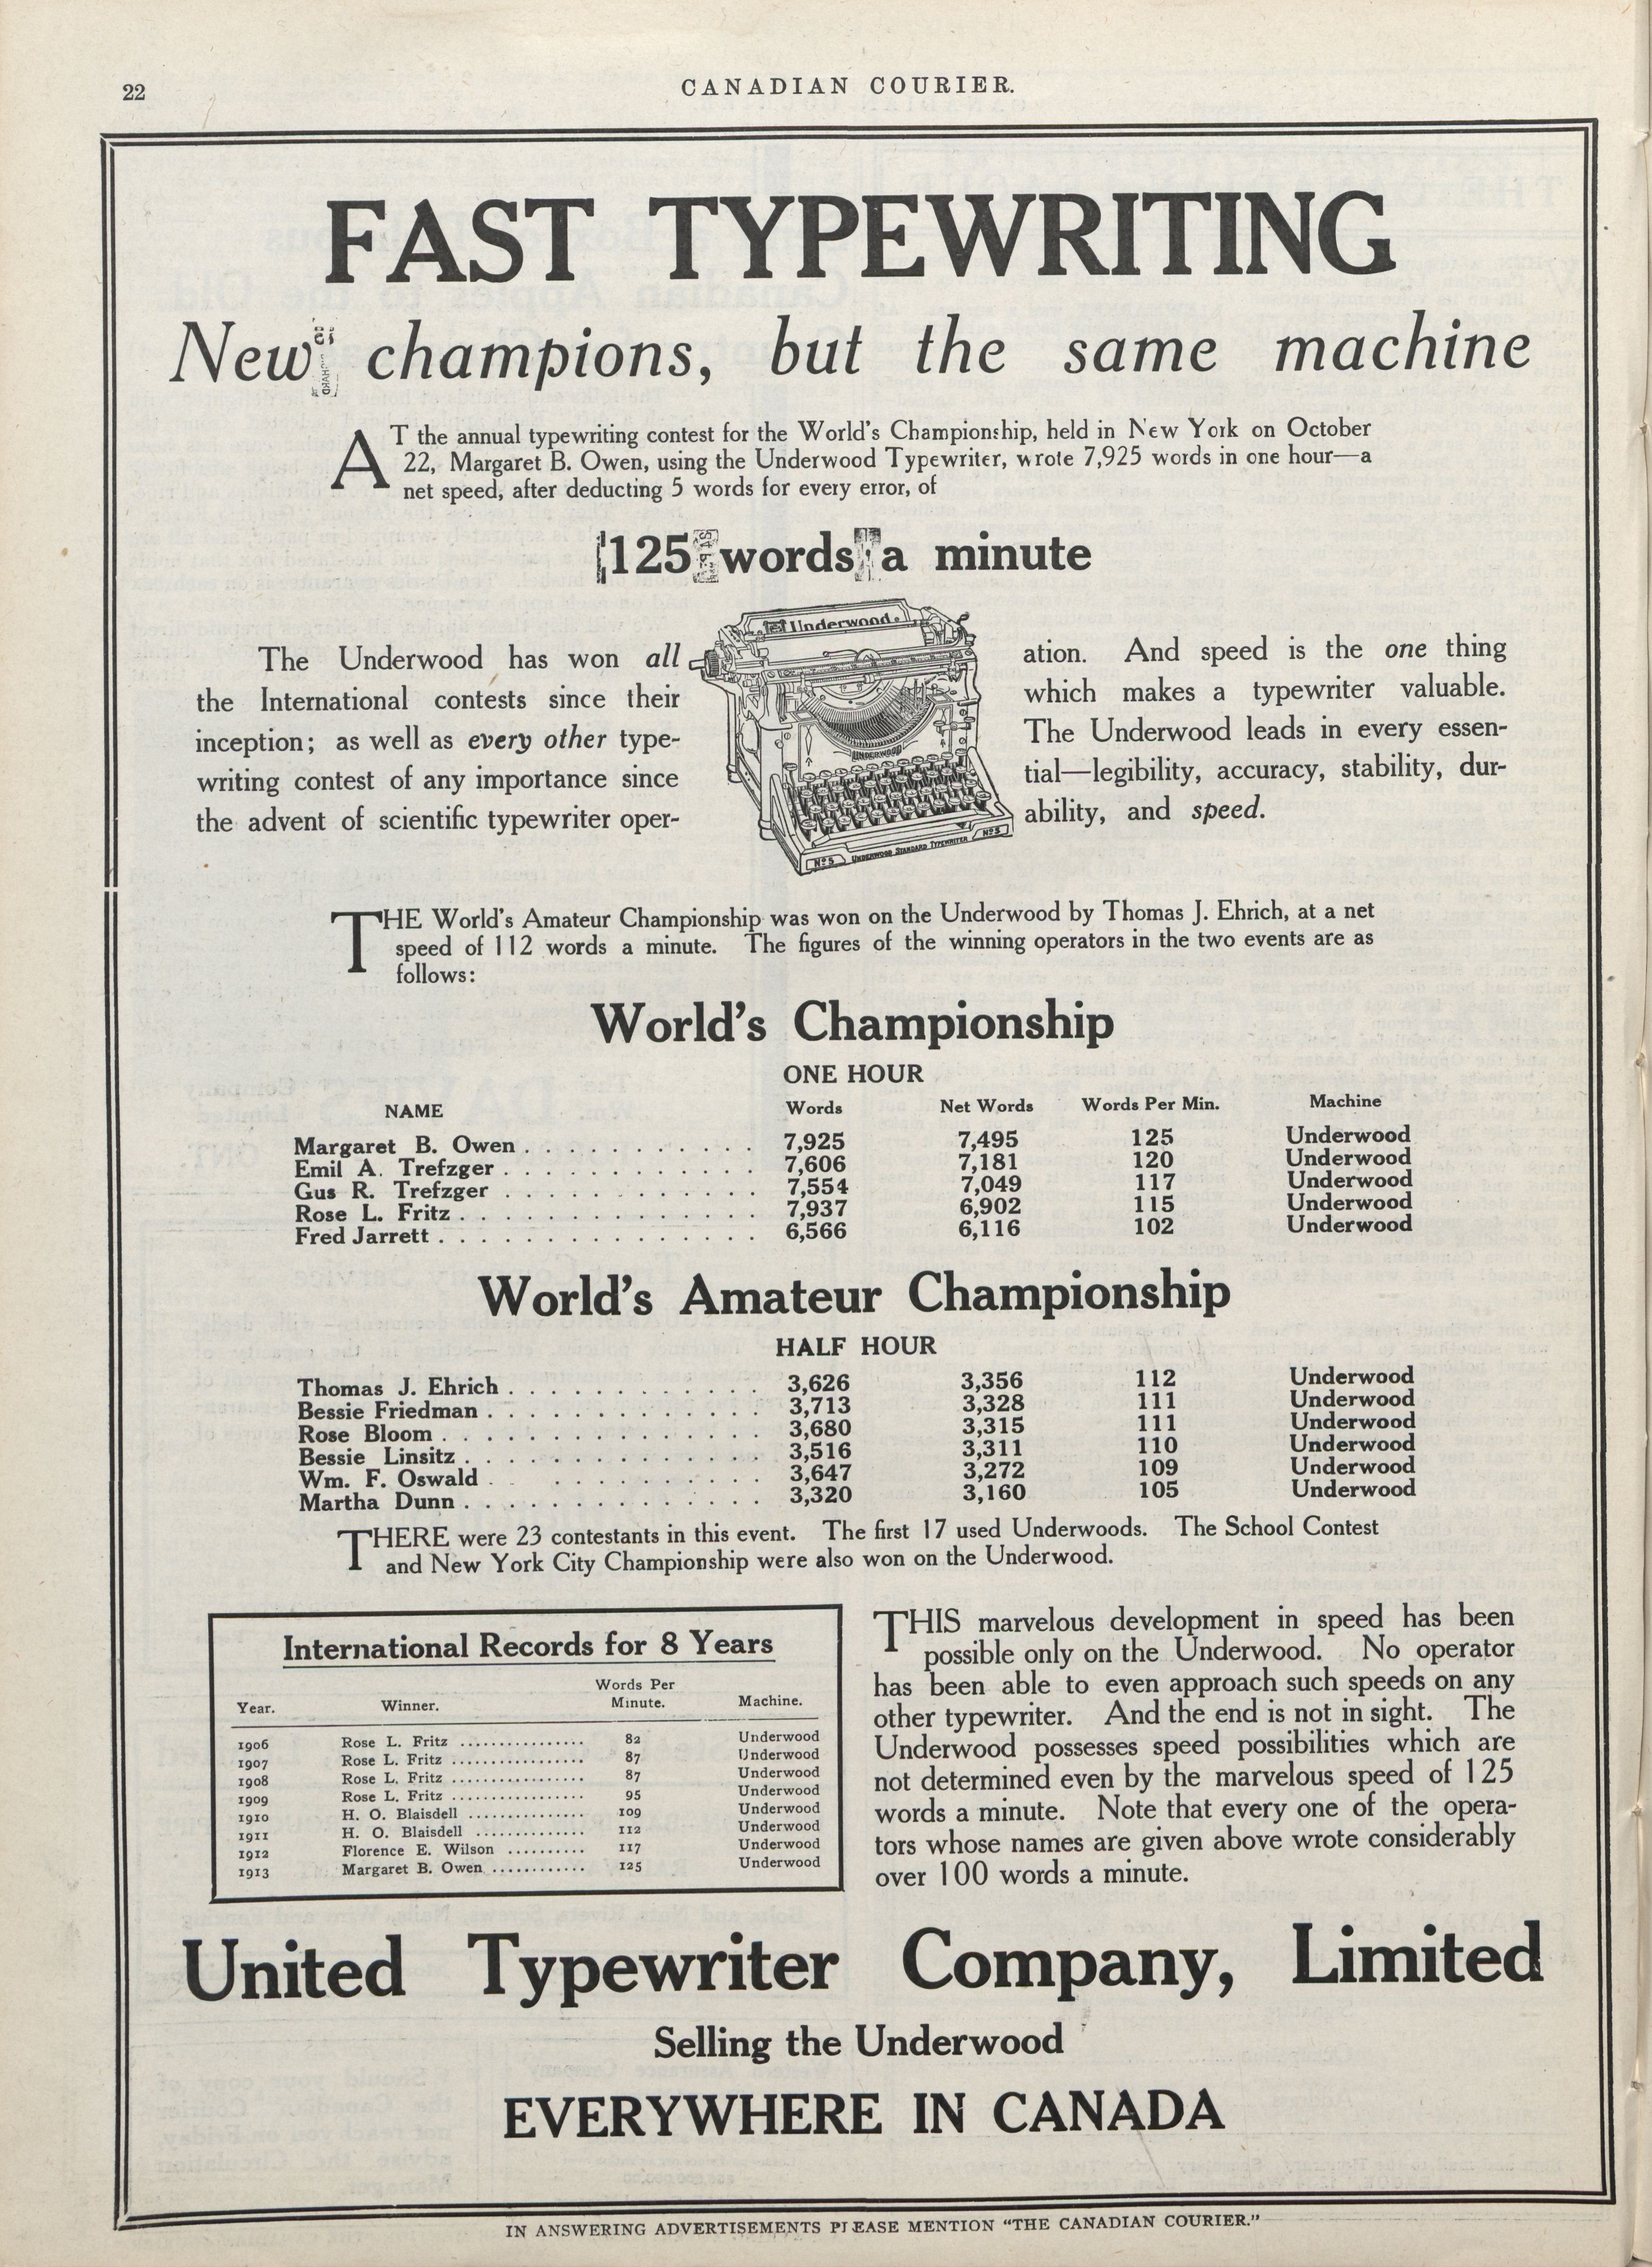 22
CANADIAN COURIER.
FAST TYPEWRITING
New champions, but the same machine
AT the annual typewriting contest for the World's Championship, held in New York on October
22, Margaret B. Owen, using the Underwood Typewriter, wrote 7,925 words in one hour—a
net speed, after deducting 5 words for every error, of
125 words a minute
The Underwood has won all
the International contests since their
inception; as well as every other type-
writing contest of any importance since
the advent of scientific typewriter oper-
Underwood
UNDERWOOD
Nº 5 UNDERWOOD STANDARD TYPEWRITER Nº 5
ation. And speed is the one thing
which makes a typewriter valuable.
The Underwood leads in every essen-
tial—legibility, accuracy, stability, dur-
ability, and speed.
THE World's Amateur Championship was won on the Underwood by Thomas J. Ehrich, at a net
speed of 112 words a minute. The figures of the winning operators in the two events are as
follows:
World's Championship
ONE HOUR
NAME Words Net Words Words Per Min. Machine
Margaret B. Owen . . . . . . . . . . . 7,925 7,495 125 Underwood
Emil A. Trefzger . . . . . . . . . . . . 7,606 7,181 120 Underwood
Gus R. Trefzger . . . . . . . . . . . . 7,554 7,049 117 Underwood
Rose L. Fritz . . . . . . . . . . . . . . 7,937 6,902 115 Underwood
Fred Jarrett . . . . . . . . . . . . . . . 6,566 6,116 102 Underwood
World's Amateur Championship
HALF HOUR
Thomas J. Ehrich . . . . . . . . . . . . 3,626 3,356 112 Underwood
Bessie Friedman . . . . . . . . . . . . . 3,713 3,328 111 Underwood
Rose Bloom . . . . . . . . . . . . . . . 3,680 3,315 111 Underwood
Bessie Linsitz . . . . . . . . . . . . . . 3,516 3,311 110 Underwood
Wm. F. Oswald . . . . . . . . . . . 3,647 3,272 109 Underwood
Martha Dunn . . . . . . . . . . . . . . 3,320 3,160 105 Underwood
THERE were 23 contestants in this event. The first 17 used Underwoods. The School Contest
and New York City Championship were also won on the Underwood.
International Records for 8 Years
Year. Winner. Words Per Minute. Machine.
1906 Rose L. Fritz ................ 82 Underwood
1907 Rose L. Fritz ................. 87 Underwood
1908 Rose L. Fritz ................. 87 Underwood
1909 Rose L. Fritz ................. 95 Underwood
1910 H. O. Blaisdell ............... 109 Underwood
1911 H. O. Blaisdell .............. 112 Underwood
1912 Florence E. Wilson .......... 117 Underwood
1913 Margaret B. Owen ............ 125 Underwood
THIS marvelous development in speed has been
possible only on the Underwood. No operator
has been able to even approach such speeds on any
other typewriter. And the end is not in sight. The
Underwood possesses speed possibilities which are
not determined even by the marvelous speed of 125
words a minute. Note that every one of the opera-
tors whose names are given above wrote considerably
over 100 words a minute.
United Typewriter Company, Limited
Selling the Underwood
EVERYWHERE IN CANADA
IN ANSWERING ADVERTISEMENTS PLEASE MENTION "THE CANADIAN COURIER."